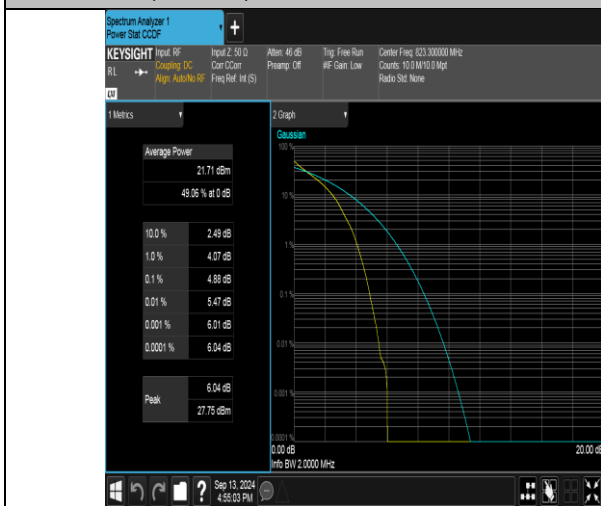 Spectrum Analyzer 1
Power Stat CCDF
+
KEYSIGHT Input: RF Input Z: 50 Ω Atten: 46 dB Trig: Free Run Center Freq: 823.300000 MHz
RL Coupling: DC Corr CCorr Preamp: Off #IF Gain: Low Counts: 10.0 M/10.0 Mpt
Align: Auto/No RF Freq Ref: Int (S) Radio Std: None
LXI
1 Metrics
Average Power
21.71 dBm
49.06 % at 0 dB
10.0 % 2.49 dB
1.0 % 4.07 dB
0.1 % 4.88 dB
0.01 % 5.47 dB
0.001 % 6.01 dB
0.0001 % 6.04 dB
Peak 6.04 dB
27.75 dBm
2 Graph
Gaussian
100 %
10 %
1 %
0.1 %
0.01 %
0.001 %
0.0001 %
0.00 dB 20.00 dB
Info BW 2.0000 MHz
? Sep 13, 2024
4:55:03 PM